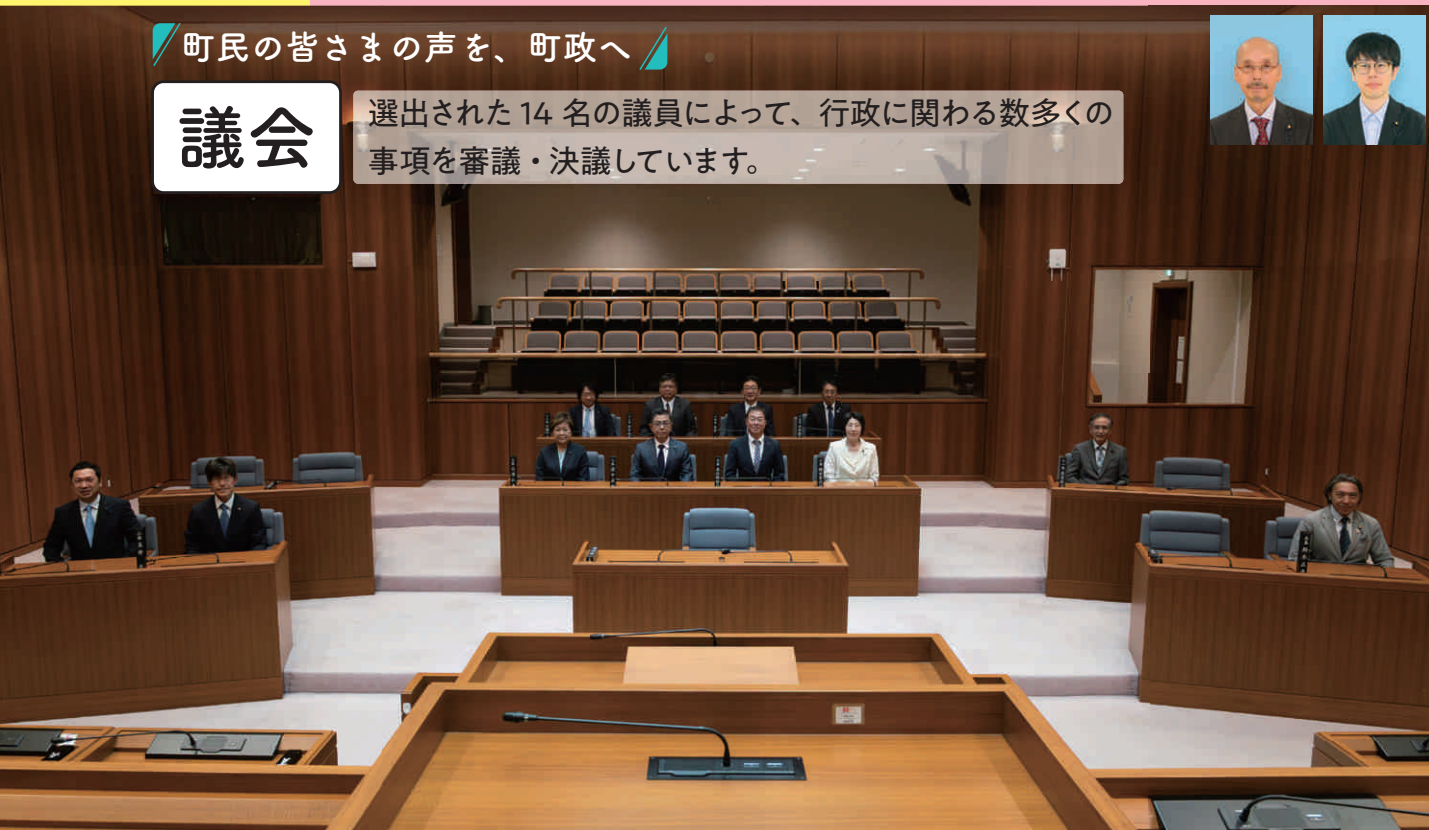 町民の皆さまの声を、町政へ
議会
選出された 14 名の議員によって、行政に関わる数多くの
事項を審議・決議しています。